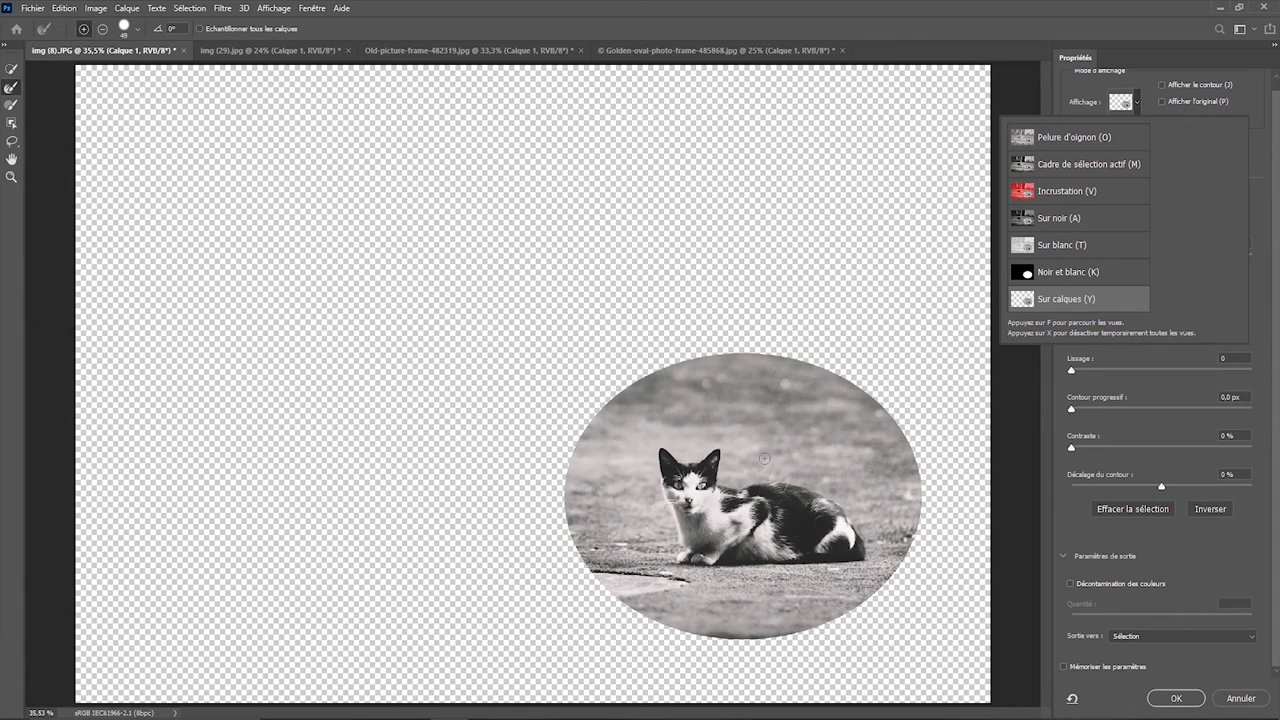 Ps Fichier Edition Image Calque Texte Sélection Filtre 3D Affichage Fenêtre Aide
49 0° Echantillonner tous les calques
img (8).JPG @ 35,5% (Calque 1, RVB/8*) * × img (29).jpg @ 24% (Calque 1, RVB/8*) * × Old-picture-frame-482319.jpg @ 33,3% (Calque 1, RVB/8*) * × © Golden-oval-photo-frame-485868.jpg @ 25% (Calque 1, RVB/8*) * ×
Propriétés
Mode d'affichage
Afficher le contour (J)
Affichage :
Afficher l'original (P)
Pelure d'oignon (O)
Cadre de sélection actif (M)
Incrustation (V)
Sur noir (A)
Sur blanc (T)
Noir et blanc (K)
Sur calques (Y)
Appuyez sur F pour parcourir les vues.
Appuyez sur X pour désactiver temporairement toutes les vues.
Lissage : 0
Contour progressif : 0,0 px
Contraste : 0 %
Décalage du contour : 0 %
Effacer la sélection Inverser
Paramètres de sortie
Décontamination des couleurs
Quantité :
Sortie vers : Sélection
Mémoriser les paramètres
OK Annuler
35,53 % sRGB IEC61966-2.1 (8bpc)